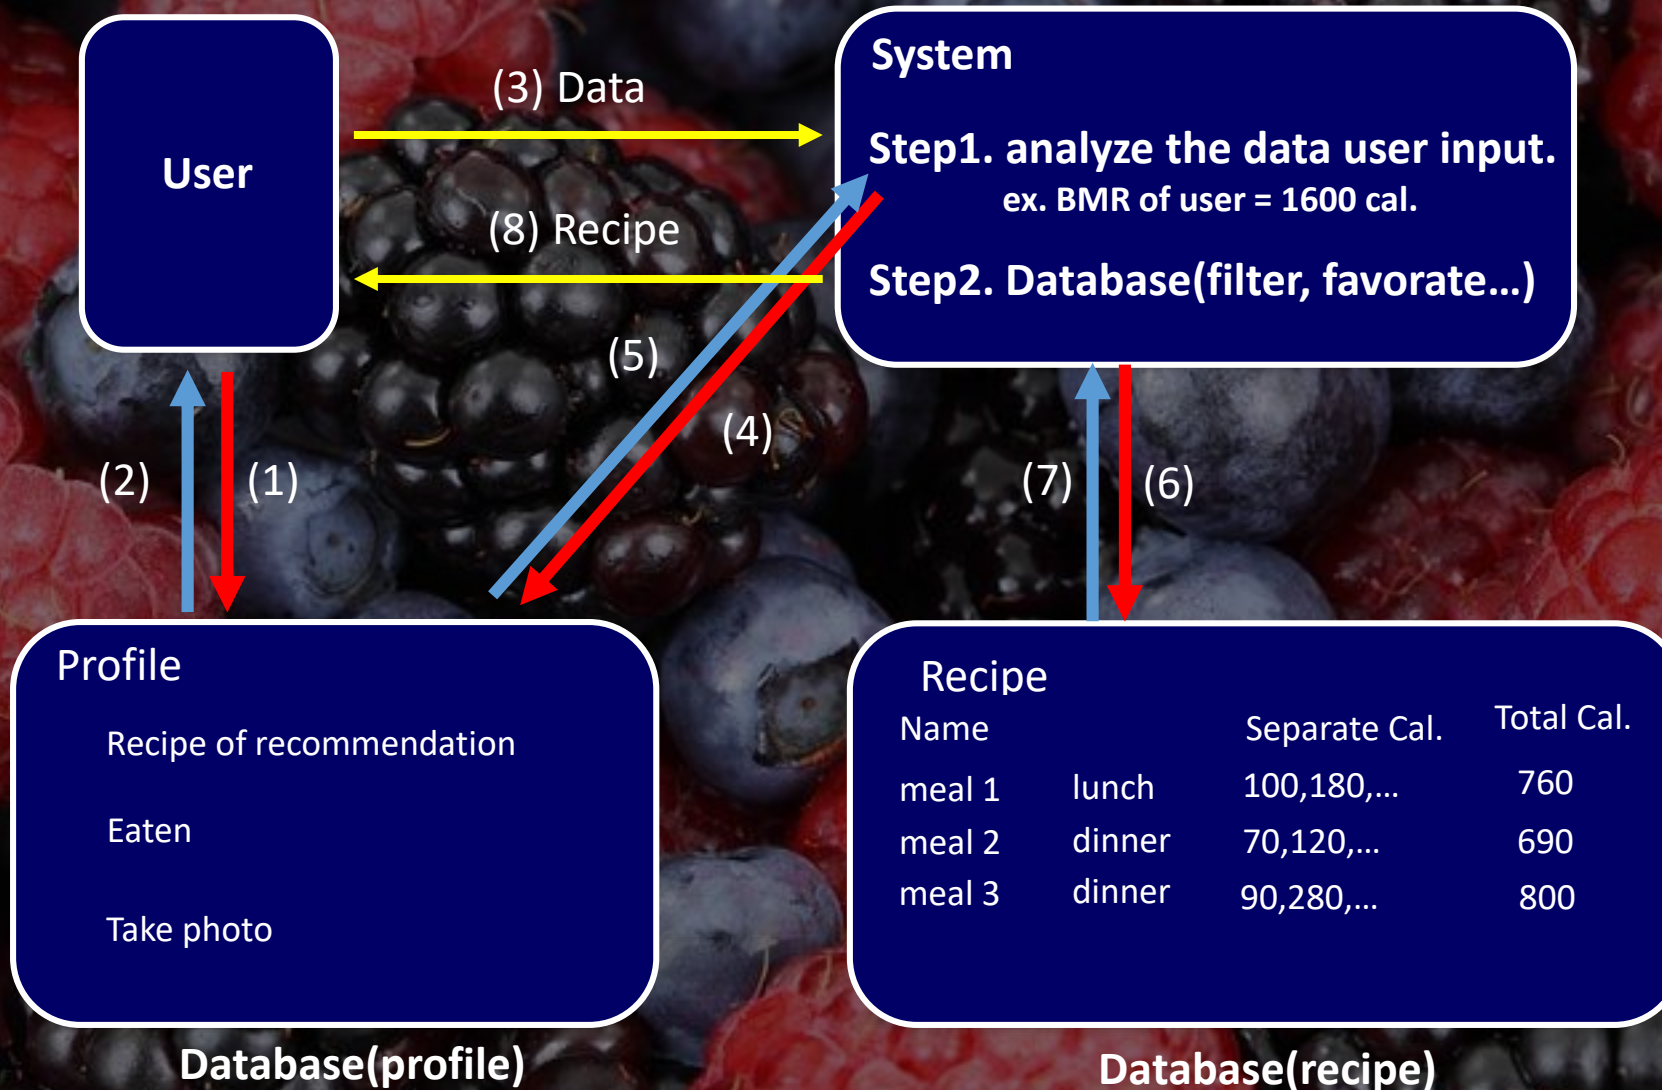 User
(3) Data
(8) Recipe
System
Step1. analyze the data user input.
ex. BMR of user = 1600 cal.
Step2. Database(filter, favorate...)
(5)
(4)
(2)
(1)
(7)
(6)
Profile
Recipe of recommendation
Eaten
Take photo
Database(profile)
Recipe
Name Separate Cal. Total Cal.
meal 1 lunch 100,180,... 760
meal 2 dinner 70,120,... 690
meal 3 dinner 90,280,... 800
Database(recipe)